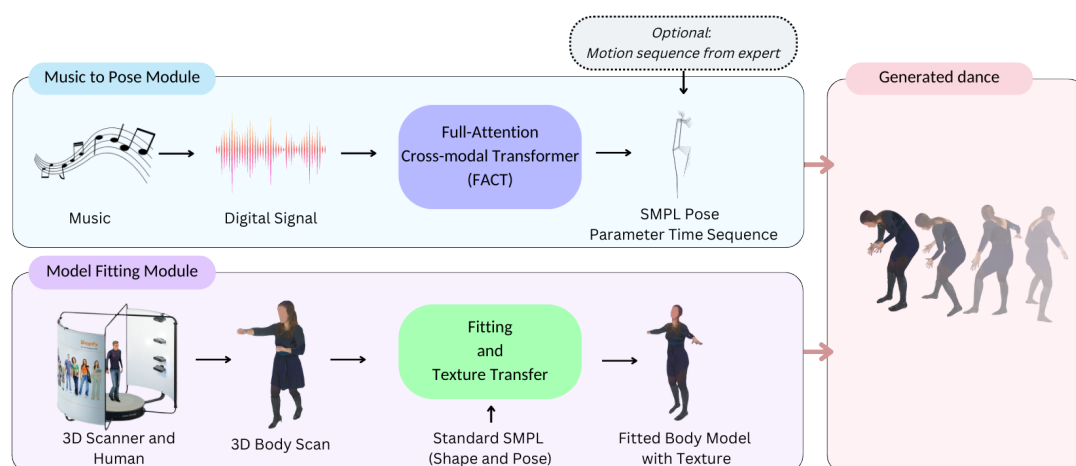 Optional:
Motion sequence from expert
Music to Pose Module
Generated dance
Full-Attention
Cross-modal Transformer
(FACT)
Music
Digital Signal
SMPL Pose
Parameter Time Sequence
Model Fitting Module
Fitting
and
Texture Transfer
3D Scanner and
Human
3D Body Scan
Standard SMPL
(Shape and Pose)
Fitted Body Model
with Texture